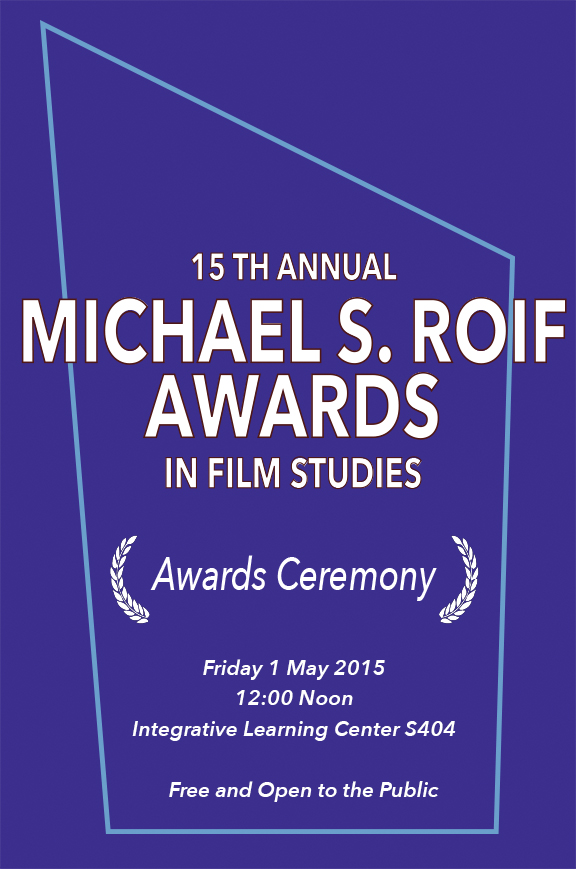 15 TH ANNUAL
MICHAEL S. ROIF
AWARDS
IN FILM STUDIES
Awards Ceremony
Friday 1 May 2015
12:00 Noon
Integrative Learning Center S404
Free and Open to the Public